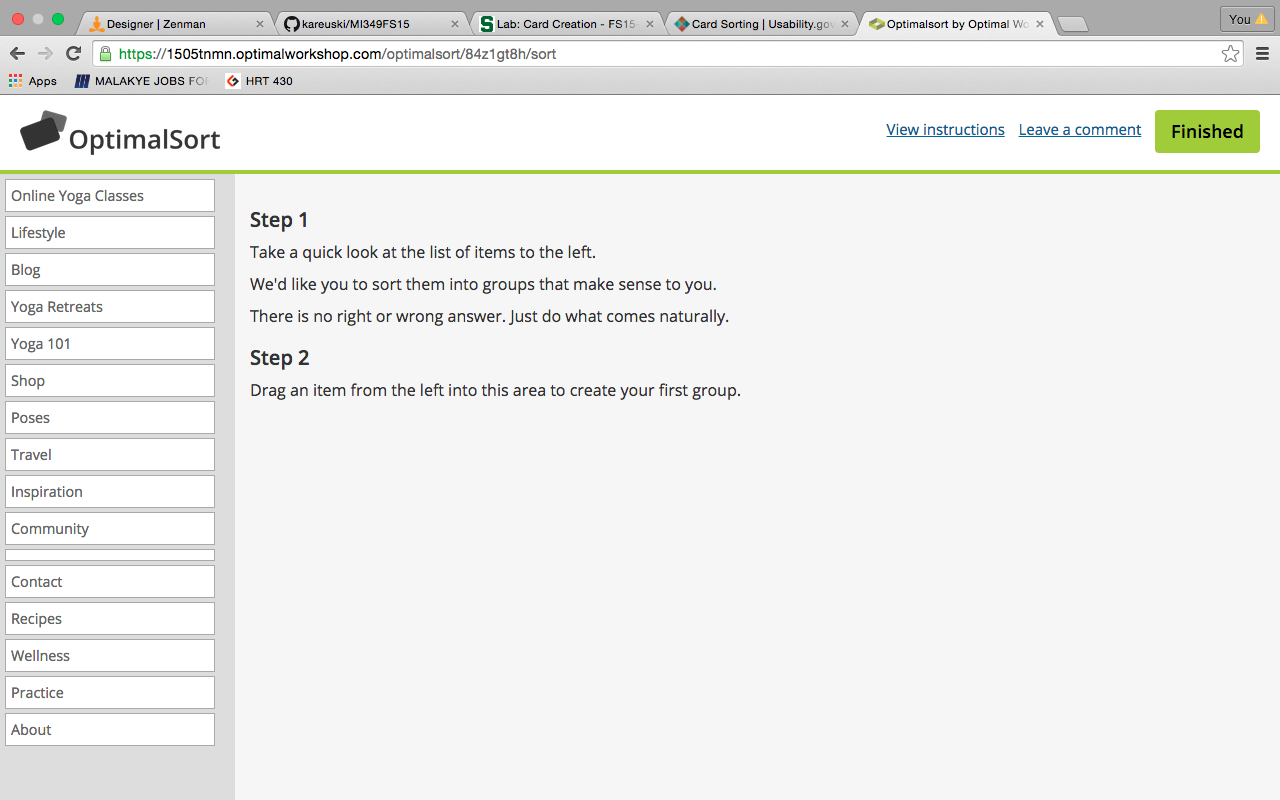 Designer | Zenman
kareuski/MI349FS15
Lab: Card Creation - FS15-
Card Sorting | Usability.gov
Optimalsort by Optimal Wo
You
https://1505tnmn.optimalworkshop.com/optimalsort/84z1gt8h/sort
Apps
MALAKYE JOBS FO
HRT 430
OptimalSort
View instructions
Leave a comment
Finished
Online Yoga Classes
Lifestyle
Blog
Yoga Retreats
Yoga 101
Shop
Poses
Travel
Inspiration
Community
Contact
Recipes
Wellness
Practice
About
Step 1
Take a quick look at the list of items to the left.
We'd like you to sort them into groups that make sense to you.
There is no right or wrong answer. Just do what comes naturally.
Step 2
Drag an item from the left into this area to create your first group.